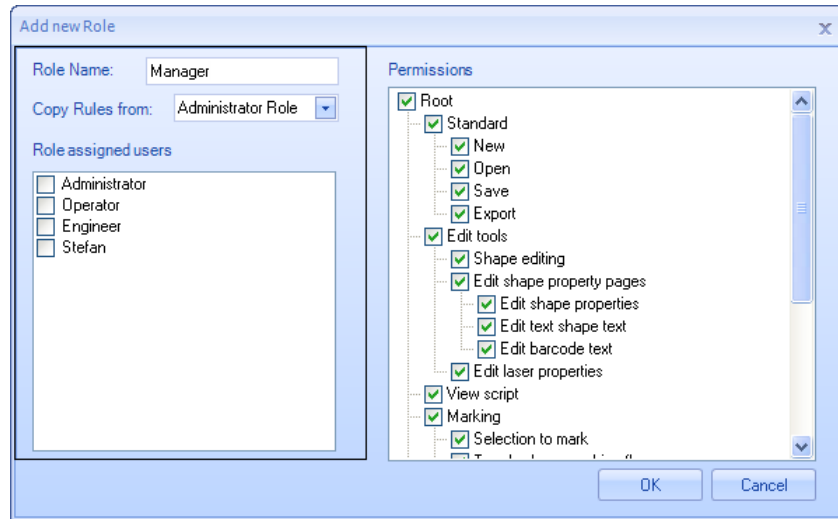 Add new Role
Role Name: Manager
Copy Rules from: Administrator Role
Role assigned users
Administrator
Operator
Engineer
Stefan
Permissions
Root
Standard
New
Open
Save
Export
Edit tools
Shape editing
Edit shape property pages
Edit shape properties
Edit text shape text
Edit barcode text
Edit laser properties
View script
Marking
Selection to mark
OK Cancel